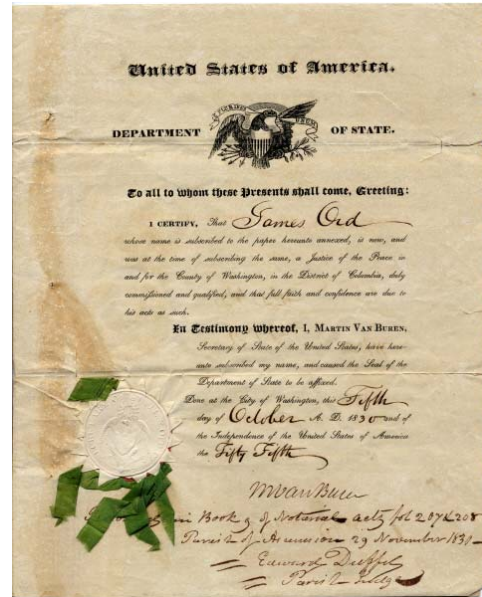 United States of America.
DEPARTMENT OF STATE.
E PLURIBUS UNUM
To all to whom these Presents shall come, Greeting:
I CERTIFY, That James Ord
whose name is subscribed to the paper hereunto annexed, is now, and
was at the time of subscribing the same, a Justice of the Peace in
and for the County of Washington, in the District of Columbia, duly
commissioned and qualified, and that full faith and confidence are due to
his acts as such.
In Testimony whereof, I, MARTIN VAN BUREN,
Secretary of State of the United States, have here-
unto subscribed my name, and caused the Seal of the
Department of State to be affixed.
Done at the City of Washington, this Fifth
day of October A. D. 1830 and of
the Independence of the United States of America
the Fifty Fifth
M Van Buren
in Book 9 of Notarial acts fol 207 & 208
Parish of Ascension 29 November 1830
Edward Duffel
Parish Judge